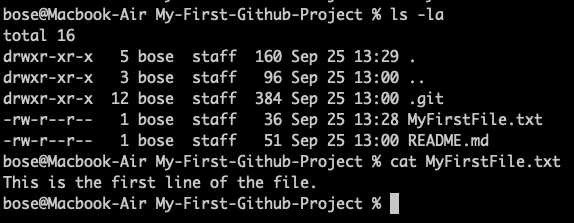 bose@Macbook-Air My-First-Github-Project % ls -la
total 16
drwxr-xr-x   5 bose  staff  160 Sep 25 13:29 .
drwxr-xr-x   3 bose  staff   96 Sep 25 13:00 ..
drwxr-xr-x  12 bose  staff  384 Sep 25 13:00 .git
-rw-r--r--   1 bose  staff   36 Sep 25 13:28 MyFirstFile.txt
-rw-r--r--   1 bose  staff   51 Sep 25 13:00 README.md
bose@Macbook-Air My-First-Github-Project % cat MyFirstFile.txt
This is the first line of the file.
bose@Macbook-Air My-First-Github-Project %